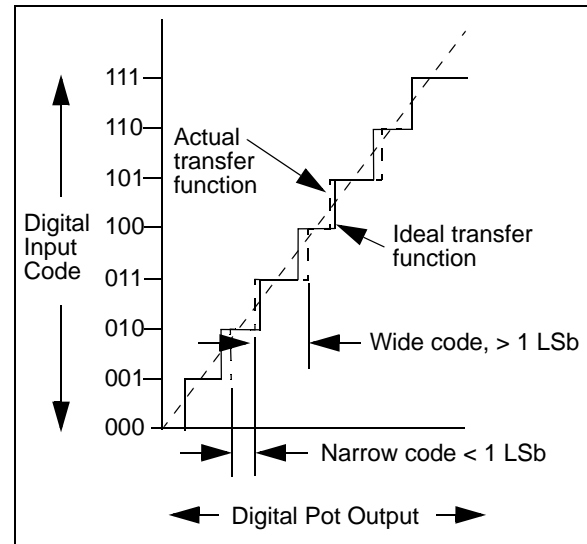 111
110
Actual
transfer
function
101
Digital
Input
Code
100
Ideal transfer
function
011
010
Wide code, > 1 LSb
001
000
Narrow code < 1 LSb
Digital Pot Output